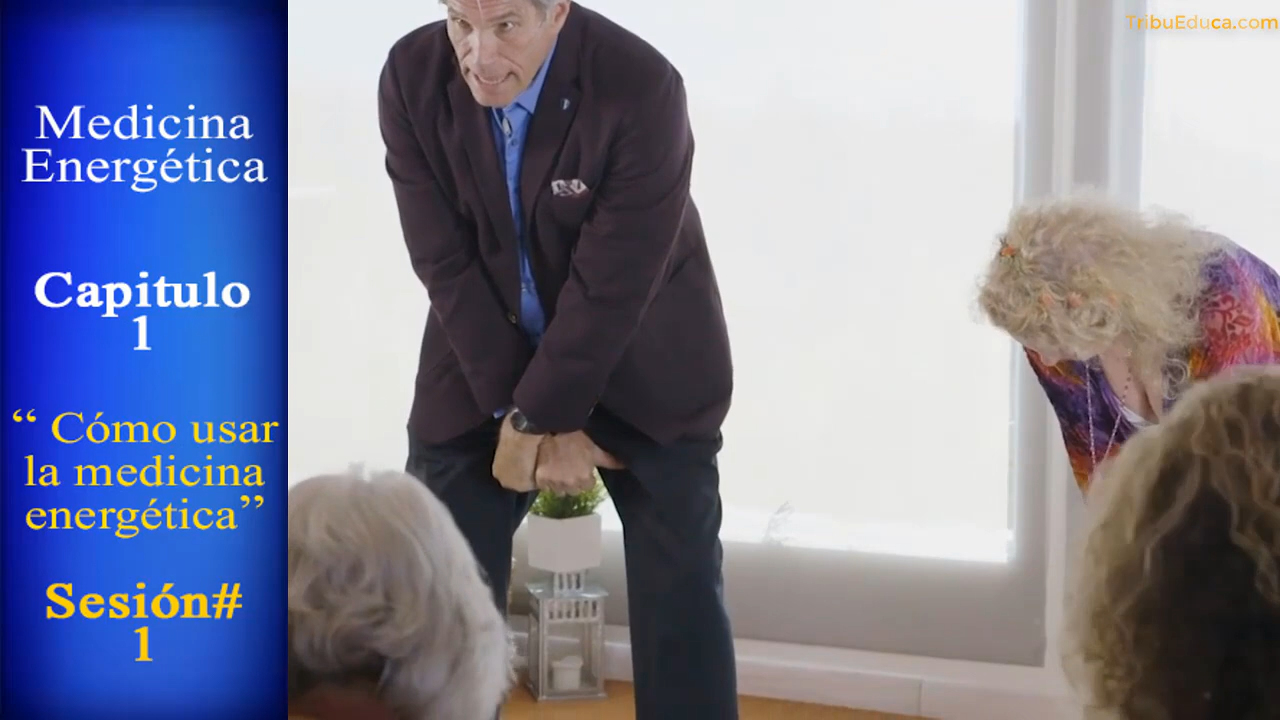 TribuEduca.com
Medicina
Energética
Capitulo
1
“ Cómo usar
la medicina
energética”
Sesión#
1